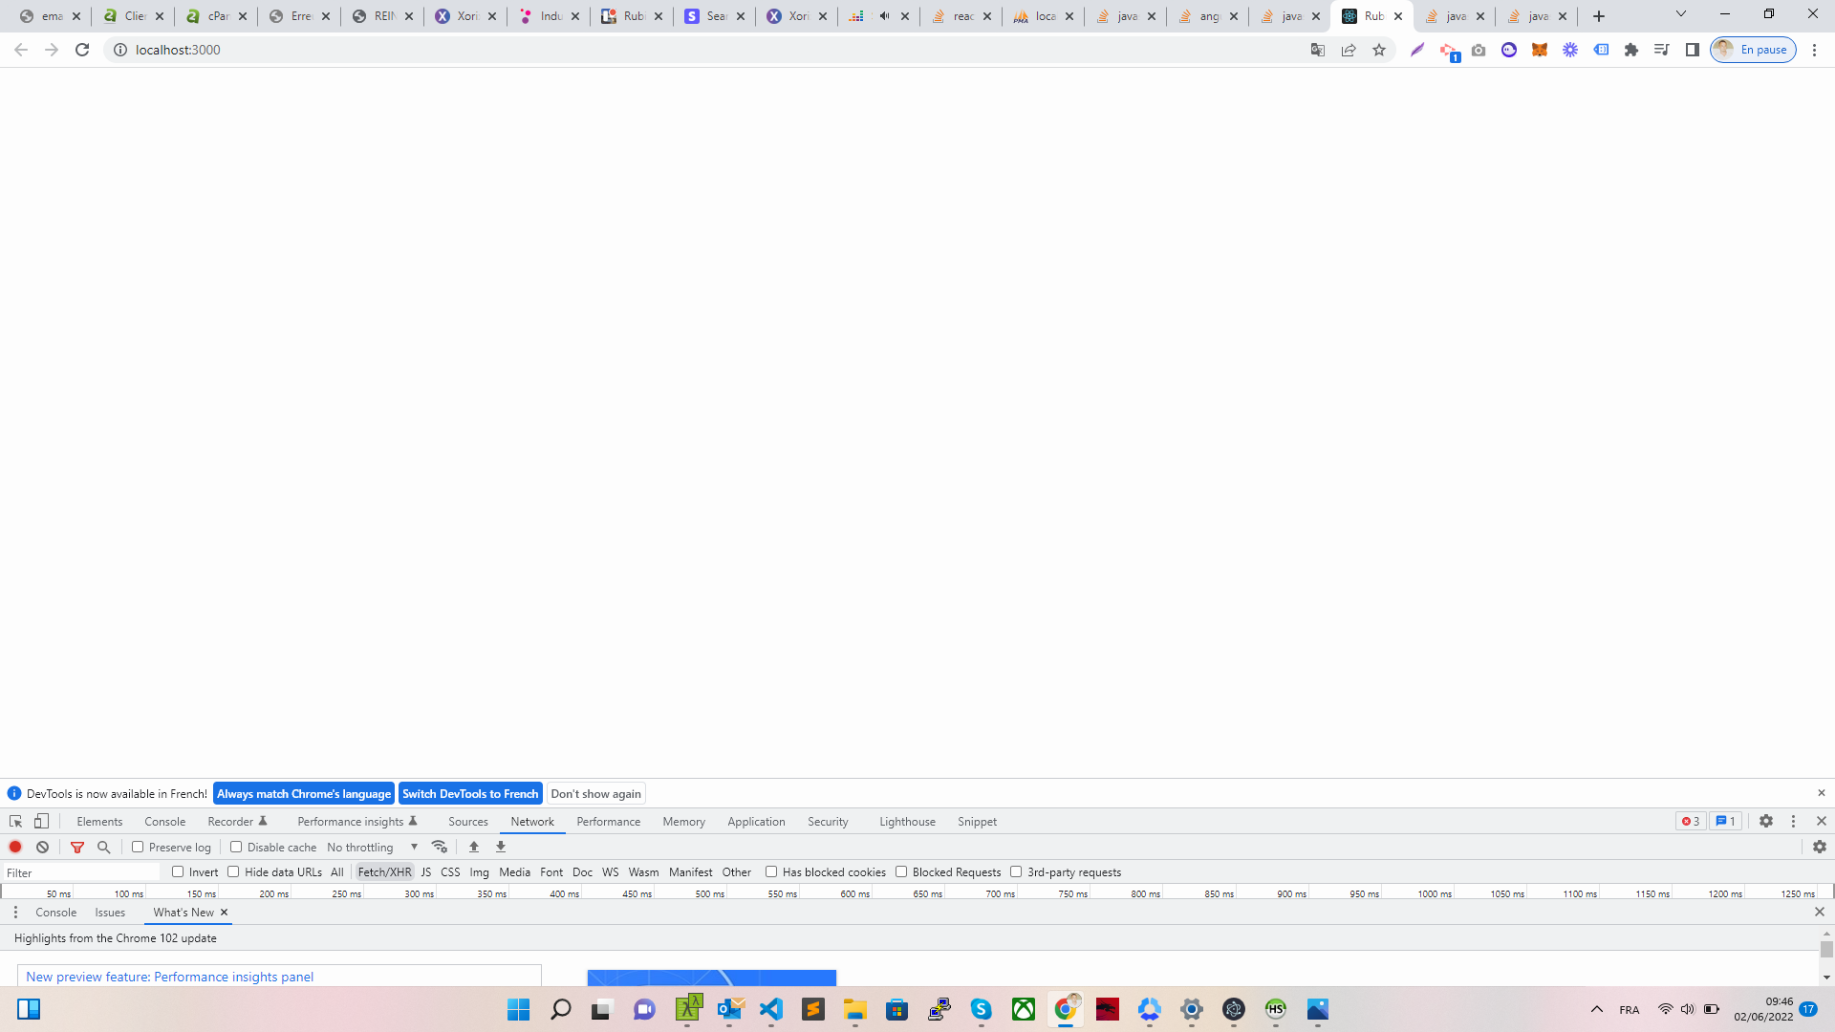 ema Clier cPar Erre REIN Xori: Indu Rub Sear Xori reac loca java ang java Rub java java
localhost:3000 1 En pause
DevTools is now available in French! Always match Chrome's language Switch DevTools to French Don't show again
Elements Console Recorder Performance insights Sources Network Performance Memory Application Security Lighthouse Snippet 3 1
Preserve log Disable cache No throttling
Filter Invert Hide data URLs All Fetch/XHR JS CSS Img Media Font Doc WS Wasm Manifest Other Has blocked cookies Blocked Requests 3rd-party requests
50 ms 100 ms 150 ms 200 ms 250 ms 300 ms 350 ms 400 ms 450 ms 500 ms 550 ms 600 ms 650 ms 700 ms 750 ms 800 ms 850 ms 900 ms 950 ms 1000 ms 1050 ms 1100 ms 1150 ms 1200 ms 1250 ms
Console Issues What's New
Highlights from the Chrome 102 update
New preview feature: Performance insights panel
HS FRA 09:46 17
02/06/2022